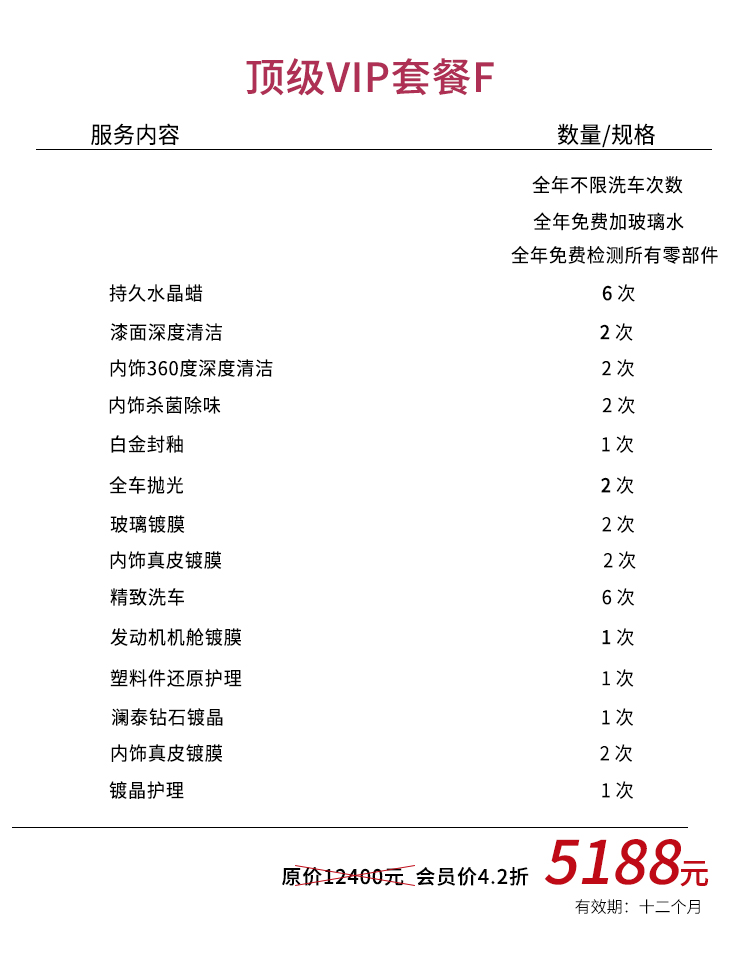 顶级VIP套餐F
服务内容 数量/规格
全年不限洗车次数
全年免费加玻璃水
全年免费检测所有零部件
持久水晶蜡 6 次
漆面深度清洁 2 次
内饰360度深度清洁 2 次
内饰杀菌除味 2 次
白金封釉 1 次
全车抛光 2 次
玻璃镀膜 2 次
内饰真皮镀膜 2 次
精致洗车 6 次
发动机机舱镀膜 1 次
塑料件还原护理 1 次
澜泰钻石镀晶 1 次
内饰真皮镀膜 2 次
镀晶护理 1 次
原价12400元 会员价4.2折 5188元
有效期：十二个月